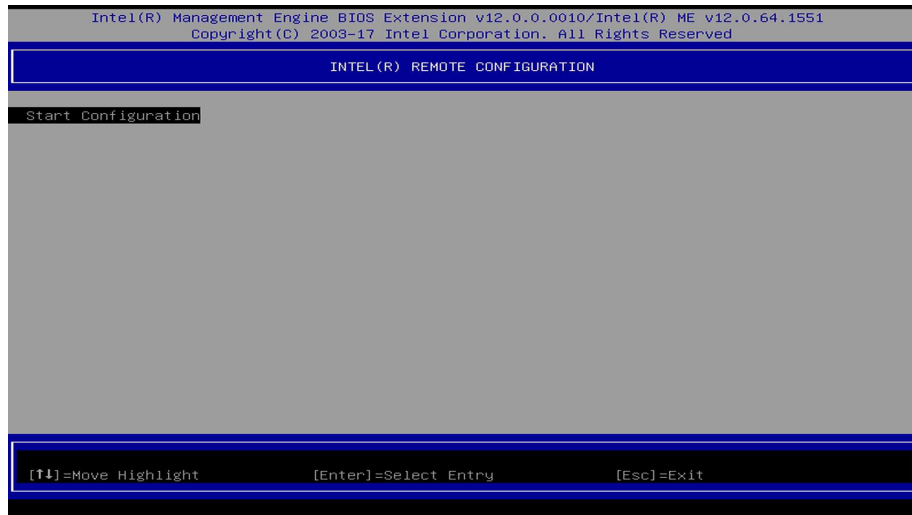 Intel(R) Management Engine BIOS Extension v12.0.0.0010/Intel(R) ME v12.0.64.1551
Copyright(C) 2003-17 Intel Corporation. All Rights Reserved
INTEL(R) REMOTE CONFIGURATION
Start Configuration
[↑↓]=Move Highlight [Enter]=Select Entry [Esc]=Exit